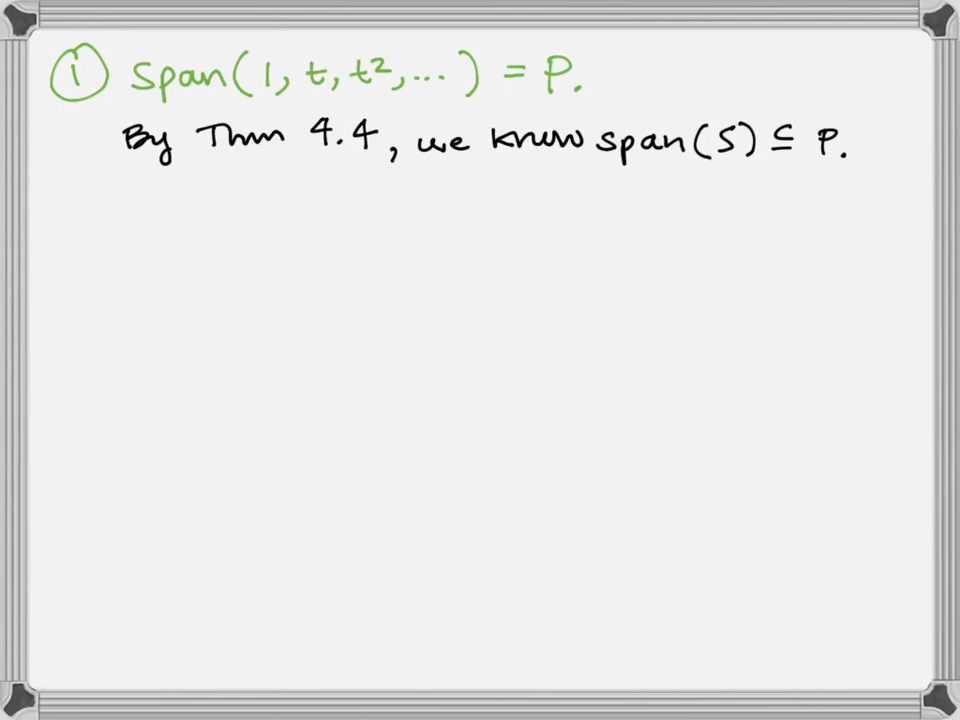 ① span(1, t, t², ...) = P.
By Thm 4.4, we know span(S) ⊆ P.